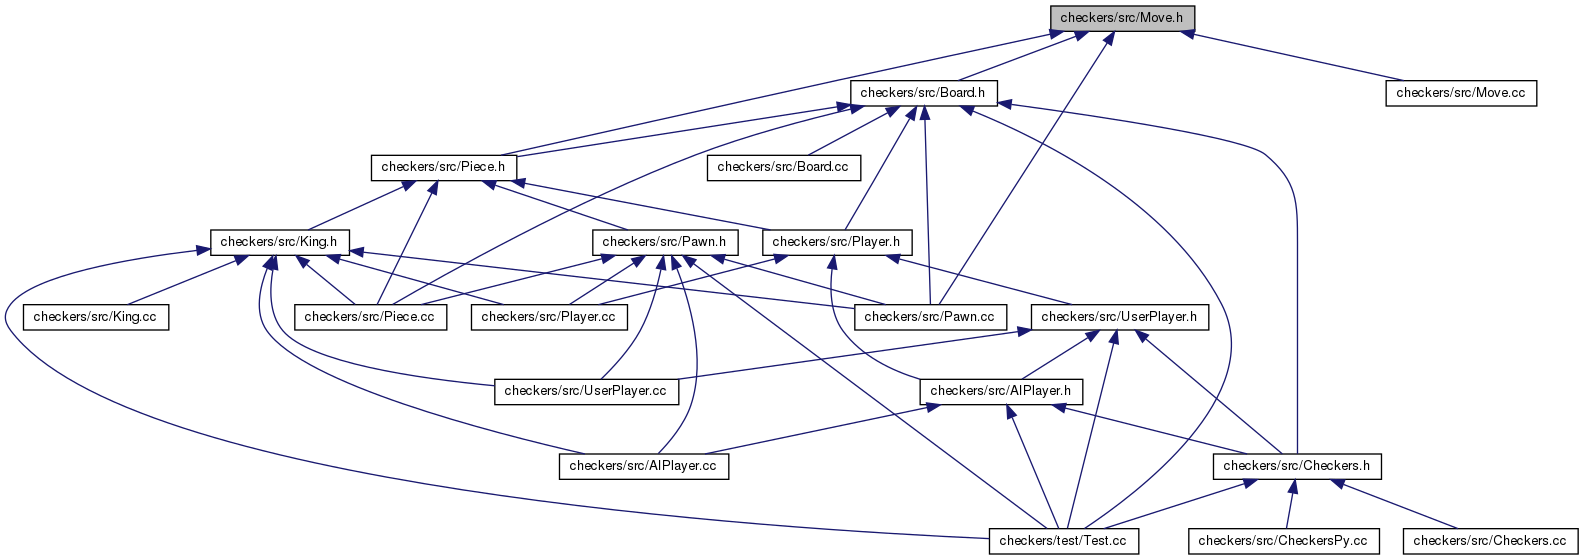 checkers/src/Move.h
checkers/src/Board.h
checkers/src/Move.cc
checkers/src/Piece.h
checkers/src/Board.cc
checkers/src/King.h
checkers/src/Pawn.h
checkers/src/Player.h
checkers/src/King.cc
checkers/src/Piece.cc
checkers/src/Player.cc
checkers/src/Pawn.cc
checkers/src/UserPlayer.h
checkers/src/UserPlayer.cc
checkers/src/AIPlayer.h
checkers/src/AIPlayer.cc
checkers/src/Checkers.h
checkers/test/Test.cc
checkers/src/CheckersPy.cc
checkers/src/Checkers.cc